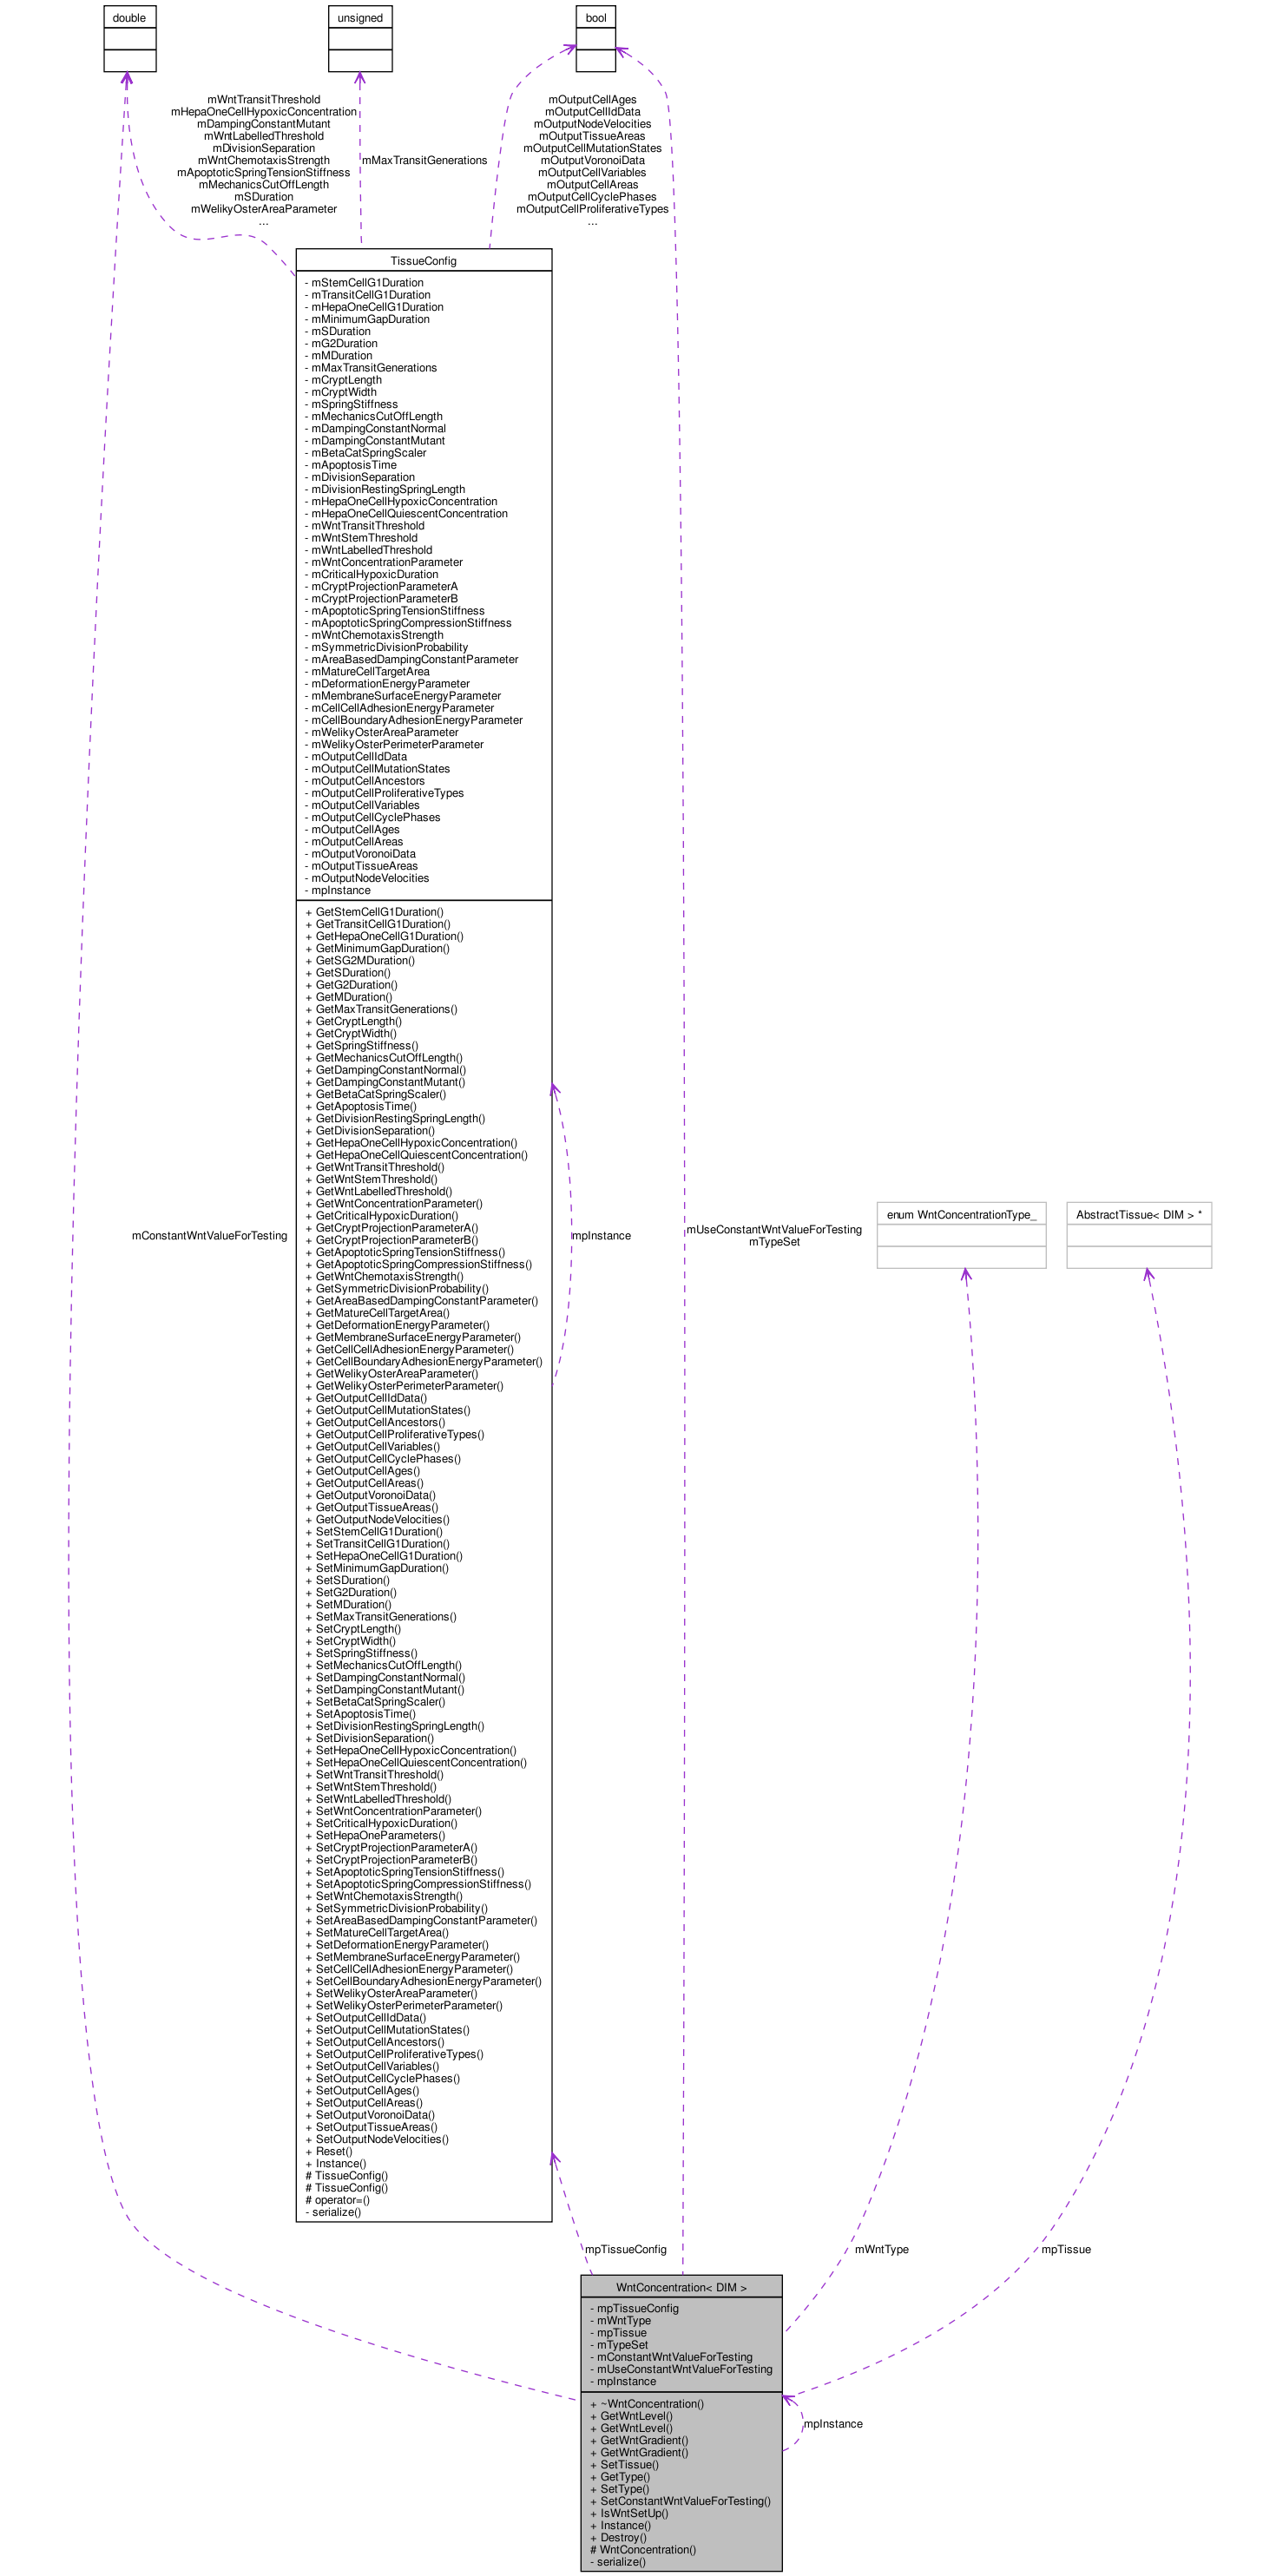 double
unsigned
bool
mWntTransitThreshold
mHepaOneCellHypoxicConcentration
mDampingConstantMutant
mWntLabelledThreshold
mDivisionSeparation
mWntChemotaxisStrength
mApoptoticSpringTensionStiffness
mMechanicsCutOffLength
mSDuration
mWelikyOsterAreaParameter
...
mMaxTransitGenerations
mOutputCellAges
mOutputCellIdData
mOutputNodeVelocities
mOutputTissueAreas
mOutputCellMutationStates
mOutputVoronoiData
mOutputCellVariables
mOutputCellAreas
mOutputCellCyclePhases
mOutputCellProliferativeTypes
...
TissueConfig
- mStemCellG1Duration
- mTransitCellG1Duration
- mHepaOneCellG1Duration
- mMinimumGapDuration
- mSDuration
- mG2Duration
- mMDuration
- mMaxTransitGenerations
- mCryptLength
- mCryptWidth
- mSpringStiffness
- mMechanicsCutOffLength
- mDampingConstantNormal
- mDampingConstantMutant
- mBetaCatSpringScaler
- mApoptosisTime
- mDivisionSeparation
- mDivisionRestingSpringLength
- mHepaOneCellHypoxicConcentration
- mHepaOneCellQuiescentConcentration
- mWntTransitThreshold
- mWntStemThreshold
- mWntLabelledThreshold
- mWntConcentrationParameter
- mCriticalHypoxicDuration
- mCryptProjectionParameterA
- mCryptProjectionParameterB
- mApoptoticSpringTensionStiffness
- mApoptoticSpringCompressionStiffness
- mWntChemotaxisStrength
- mSymmetricDivisionProbability
- mAreaBasedDampingConstantParameter
- mMatureCellTargetArea
- mDeformationEnergyParameter
- mMembraneSurfaceEnergyParameter
- mCellCellAdhesionEnergyParameter
- mCellBoundaryAdhesionEnergyParameter
- mWelikyOsterAreaParameter
- mWelikyOsterPerimeterParameter
- mOutputCellIdData
- mOutputCellMutationStates
- mOutputCellAncestors
- mOutputCellProliferativeTypes
- mOutputCellVariables
- mOutputCellCyclePhases
- mOutputCellAges
- mOutputCellAreas
- mOutputVoronoiData
- mOutputTissueAreas
- mOutputNodeVelocities
- mpInstance
+ GetStemCellG1Duration()
+ GetTransitCellG1Duration()
+ GetHepaOneCellG1Duration()
+ GetMinimumGapDuration()
+ GetSG2MDuration()
+ GetSDuration()
+ GetG2Duration()
+ GetMDuration()
+ GetMaxTransitGenerations()
+ GetCryptLength()
+ GetCryptWidth()
+ GetSpringStiffness()
+ GetMechanicsCutOffLength()
+ GetDampingConstantNormal()
+ GetDampingConstantMutant()
+ GetBetaCatSpringScaler()
+ GetApoptosisTime()
+ GetDivisionRestingSpringLength()
+ GetDivisionSeparation()
+ GetHepaOneCellHypoxicConcentration()
+ GetHepaOneCellQuiescentConcentration()
+ GetWntTransitThreshold()
+ GetWntStemThreshold()
+ GetWntLabelledThreshold()
+ GetWntConcentrationParameter()
+ GetCriticalHypoxicDuration()
+ GetCryptProjectionParameterA()
+ GetCryptProjectionParameterB()
+ GetApoptoticSpringTensionStiffness()
+ GetApoptoticSpringCompressionStiffness()
+ GetWntChemotaxisStrength()
+ GetSymmetricDivisionProbability()
+ GetAreaBasedDampingConstantParameter()
+ GetMatureCellTargetArea()
+ GetDeformationEnergyParameter()
+ GetMembraneSurfaceEnergyParameter()
+ GetCellCellAdhesionEnergyParameter()
+ GetCellBoundaryAdhesionEnergyParameter()
+ GetWelikyOsterAreaParameter()
+ GetWelikyOsterPerimeterParameter()
+ GetOutputCellIdData()
+ GetOutputCellMutationStates()
+ GetOutputCellAncestors()
+ GetOutputCellProliferativeTypes()
+ GetOutputCellVariables()
+ GetOutputCellCyclePhases()
+ GetOutputCellAges()
+ GetOutputCellAreas()
+ GetOutputVoronoiData()
+ GetOutputTissueAreas()
+ GetOutputNodeVelocities()
+ SetStemCellG1Duration()
+ SetTransitCellG1Duration()
+ SetHepaOneCellG1Duration()
+ SetMinimumGapDuration()
+ SetSDuration()
+ SetG2Duration()
+ SetMDuration()
+ SetMaxTransitGenerations()
+ SetCryptLength()
+ SetCryptWidth()
+ SetSpringStiffness()
+ SetMechanicsCutOffLength()
+ SetDampingConstantNormal()
+ SetDampingConstantMutant()
+ SetBetaCatSpringScaler()
+ SetApoptosisTime()
+ SetDivisionRestingSpringLength()
+ SetDivisionSeparation()
+ SetHepaOneCellHypoxicConcentration()
+ SetHepaOneCellQuiescentConcentration()
+ SetWntTransitThreshold()
+ SetWntStemThreshold()
+ SetWntLabelledThreshold()
+ SetWntConcentrationParameter()
+ SetCriticalHypoxicDuration()
+ SetHepaOneParameters()
+ SetCryptProjectionParameterA()
+ SetCryptProjectionParameterB()
+ SetApoptoticSpringTensionStiffness()
+ SetApoptoticSpringCompressionStiffness()
+ SetWntChemotaxisStrength()
+ SetSymmetricDivisionProbability()
+ SetAreaBasedDampingConstantParameter()
+ SetMatureCellTargetArea()
+ SetDeformationEnergyParameter()
+ SetMembraneSurfaceEnergyParameter()
+ SetCellCellAdhesionEnergyParameter()
+ SetCellBoundaryAdhesionEnergyParameter()
+ SetWelikyOsterAreaParameter()
+ SetWelikyOsterPerimeterParameter()
+ SetOutputCellIdData()
+ SetOutputCellMutationStates()
+ SetOutputCellAncestors()
+ SetOutputCellProliferativeTypes()
+ SetOutputCellVariables()
+ SetOutputCellCyclePhases()
+ SetOutputCellAges()
+ SetOutputCellAreas()
+ SetOutputVoronoiData()
+ SetOutputTissueAreas()
+ SetOutputNodeVelocities()
+ Reset()
+ Instance()
# TissueConfig()
# TissueConfig()
# operator=()
- serialize()
mConstantWntValueForTesting
mpInstance
mUseConstantWntValueForTesting
mTypeSet
enum WntConcentrationType_
AbstractTissue< DIM > *
mpTissueConfig
mWntType
mpTissue
WntConcentration< DIM >
- mpTissueConfig
- mWntType
- mpTissue
- mTypeSet
- mConstantWntValueForTesting
- mUseConstantWntValueForTesting
- mpInstance
+ ~WntConcentration()
+ GetWntLevel()
+ GetWntLevel()
+ GetWntGradient()
+ GetWntGradient()
+ SetTissue()
+ GetType()
+ SetType()
+ SetConstantWntValueForTesting()
+ IsWntSetUp()
+ Instance()
+ Destroy()
# WntConcentration()
- serialize()
mpInstance